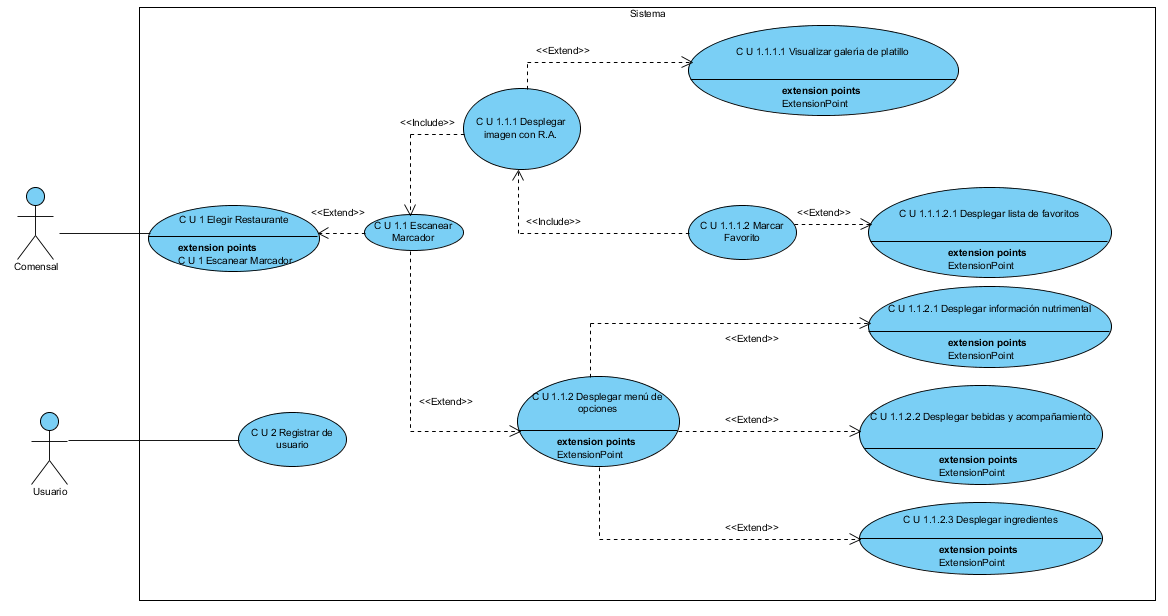 Sistema
<<Extend>>
C U 1.1.1.1 Visualizar galería de platillo
extension points
ExtensionPoint
<<Include>>
C U 1.1.1 Desplegar
imagen con R.A.
Comensal
C U 1 Elegir Restaurante
extension points
C U 1 Escanear Marcador
<<Extend>>
C U 1.1 Escanear
Marcador
<<Include>>
C U 1.1.1.2 Marcar
Favorito
<<Extend>>
C U 1.1.1.2.1 Desplegar lista de favoritos
extension points
ExtensionPoint
C U 1.1.2.1 Desplegar información nutrimental
extension points
ExtensionPoint
<<Extend>>
<<Extend>>
C U 1.1.2 Desplegar menú de
opciones
extension points
ExtensionPoint
<<Extend>>
C U 1.1.2.2 Desplegar bebidas y acompañamiento
extension points
ExtensionPoint
Usuario
C U 2 Registrar de
usuario
<<Extend>>
C U 1.1.2.3 Desplegar ingredientes
extension points
ExtensionPoint